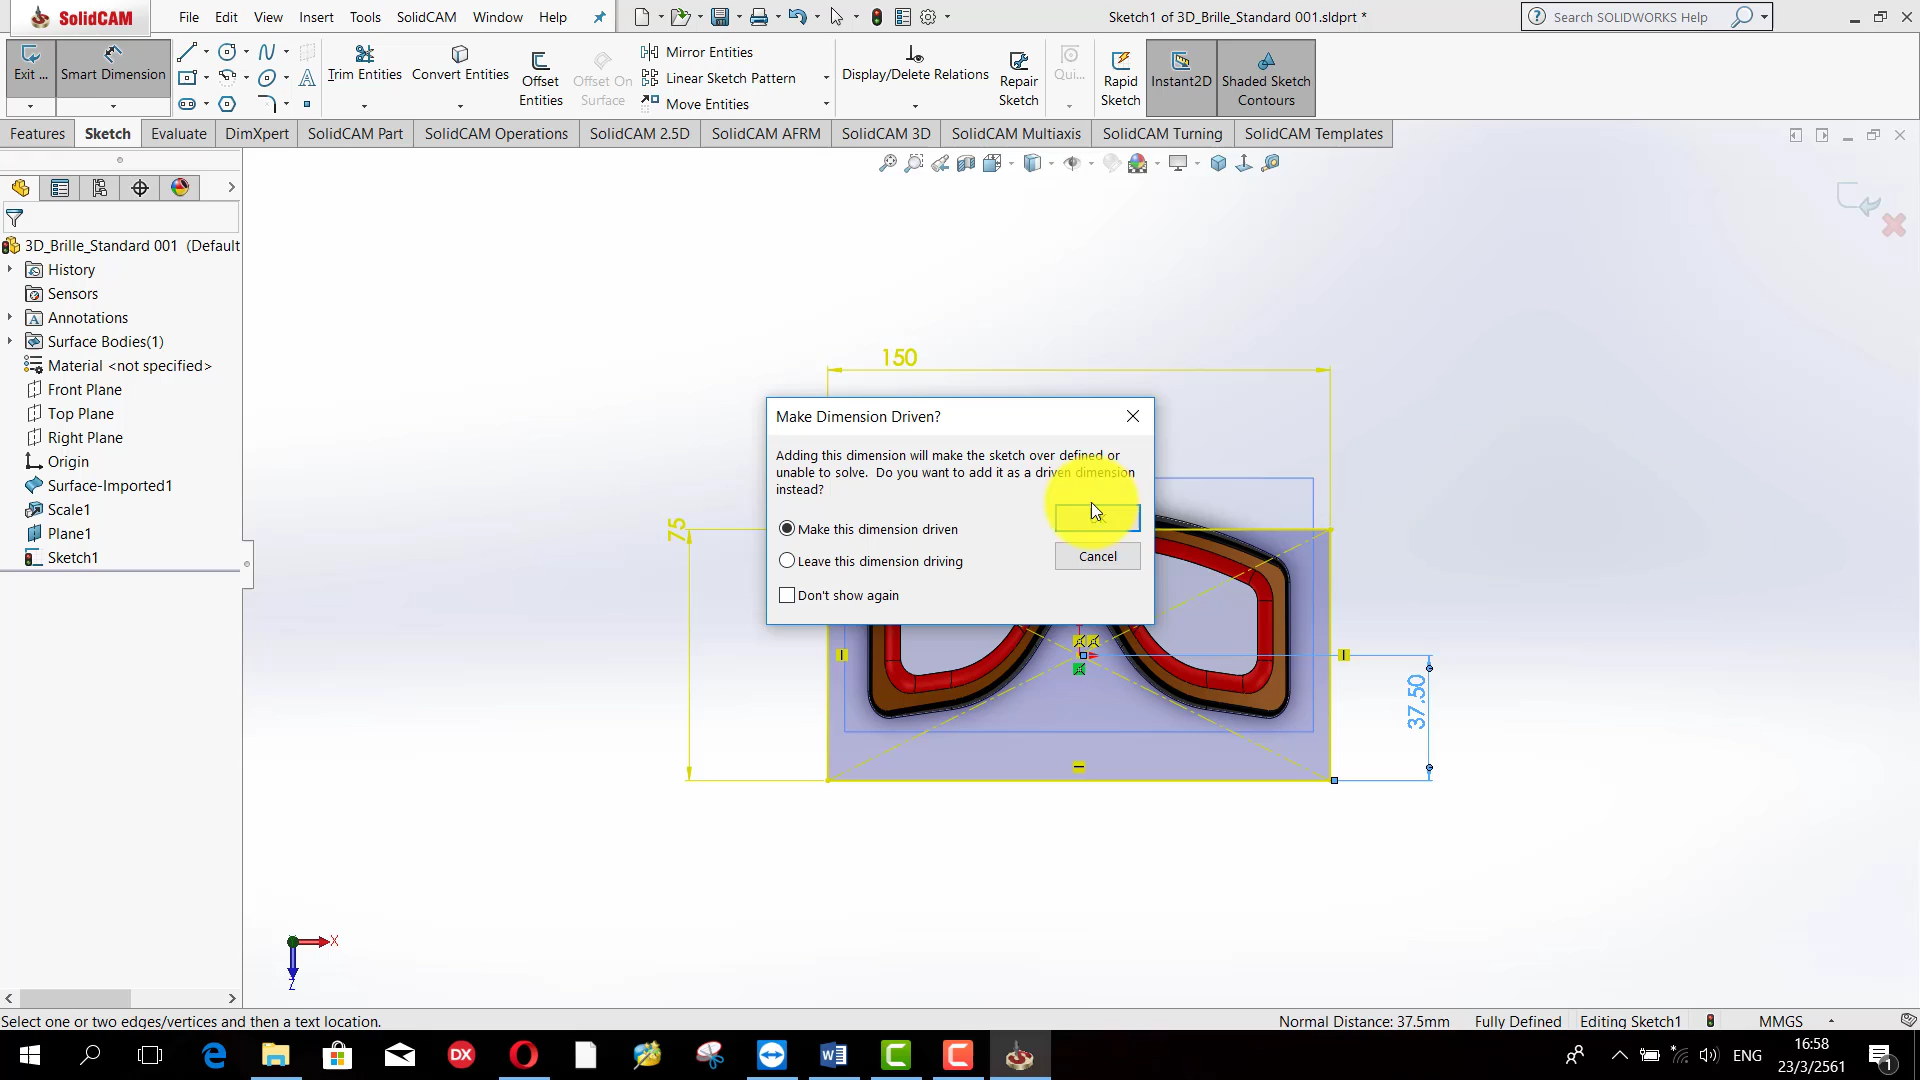 SolidCAM File Edit View Insert Tools SolidCAM Window Help Sketch1 of 3D_Brille_Standard 001.sldprt * Search SOLIDWORKS Help
Exit ... Smart Dimension Trim Entities Convert Entities Offset Entities Offset On Surface Mirror Entities Linear Sketch Pattern Move Entities Display/Delete Relations Repair Sketch Qui... Rapid Sketch Instant2D Shaded Sketch Contours
Features Sketch Evaluate DimXpert SolidCAM Part SolidCAM Operations SolidCAM 2.5D SolidCAM AFRM SolidCAM 3D SolidCAM Multiaxis SolidCAM Turning SolidCAM Templates
3D_Brille_Standard 001 (Default
History
Sensors
Annotations
Surface Bodies(1)
Material <not specified>
Front Plane
Top Plane
Right Plane
Origin
Surface-Imported1
Scale1
Plane1
Sketch1
150
75
37.50
Make Dimension Driven?
Adding this dimension will make the sketch over defined or
unable to solve. Do you want to add it as a driven dimension
instead?
Make this dimension driven
Leave this dimension driving
Cancel
Don't show again
X
Z
Select one or two edges/vertices and then a text location. Normal Distance: 37.5mm Fully Defined Editing Sketch1 MMGS
DX ENG 16:58
23/3/2561
1